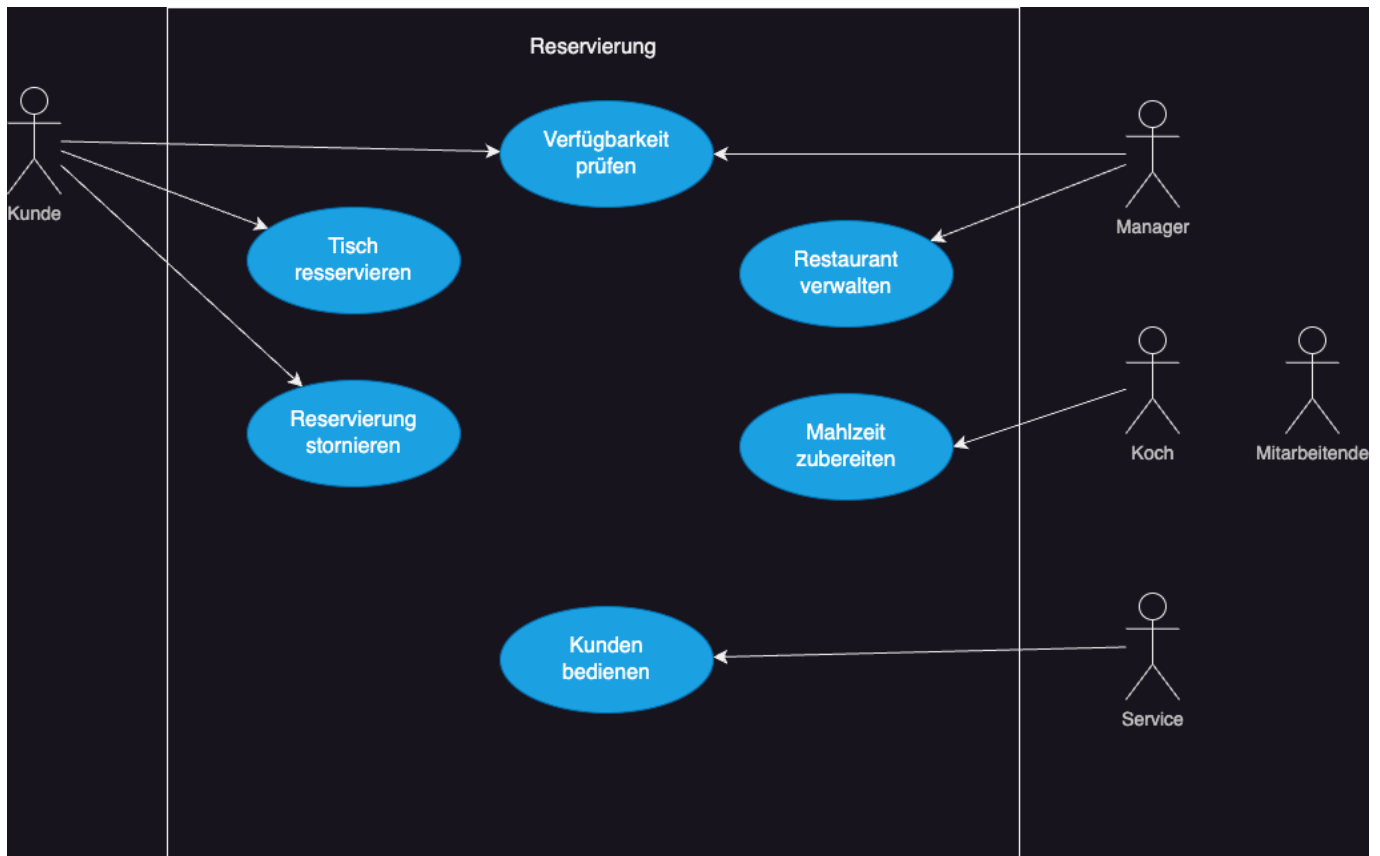 Reservierung
Verfügbarkeit
prüfen
Kunde
Manager
Tisch
resservieren
Restaurant
verwalten
Reservierung
stornieren
Mahlzeit
zubereiten
Koch
Mitarbeitende
Kunden
bedienen
Service